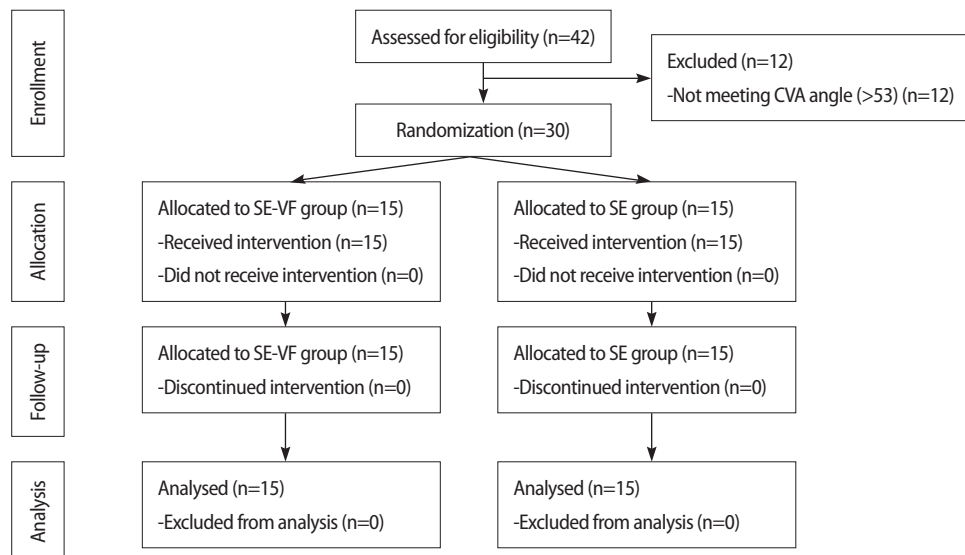 Enrollment
Assessed for eligibility (n=42)
Excluded (n=12)
-Not meeting CVA angle (>53) (n=12)
Randomization (n=30)
Allocation
Allocated to SE-VF group (n=15)
-Received intervention (n=15)
-Did not receive intervention (n=0)
Allocated to SE group (n=15)
-Received intervention (n=15)
-Did not receive intervention (n=0)
Follow-up
Allocated to SE-VF group (n=15)
-Discontinued intervention (n=0)
Allocated to SE group (n=15)
-Discontinued intervention (n=0)
Analysis
Analysed (n=15)
-Excluded from analysis (n=0)
Analysed (n=15)
-Excluded from analysis (n=0)